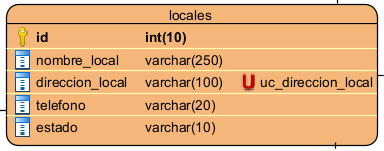 locales
id int(10)
nombre_local varchar(250)
direccion_local varchar(100) U uc_direccion_local
telefono varchar(20)
estado varchar(10)